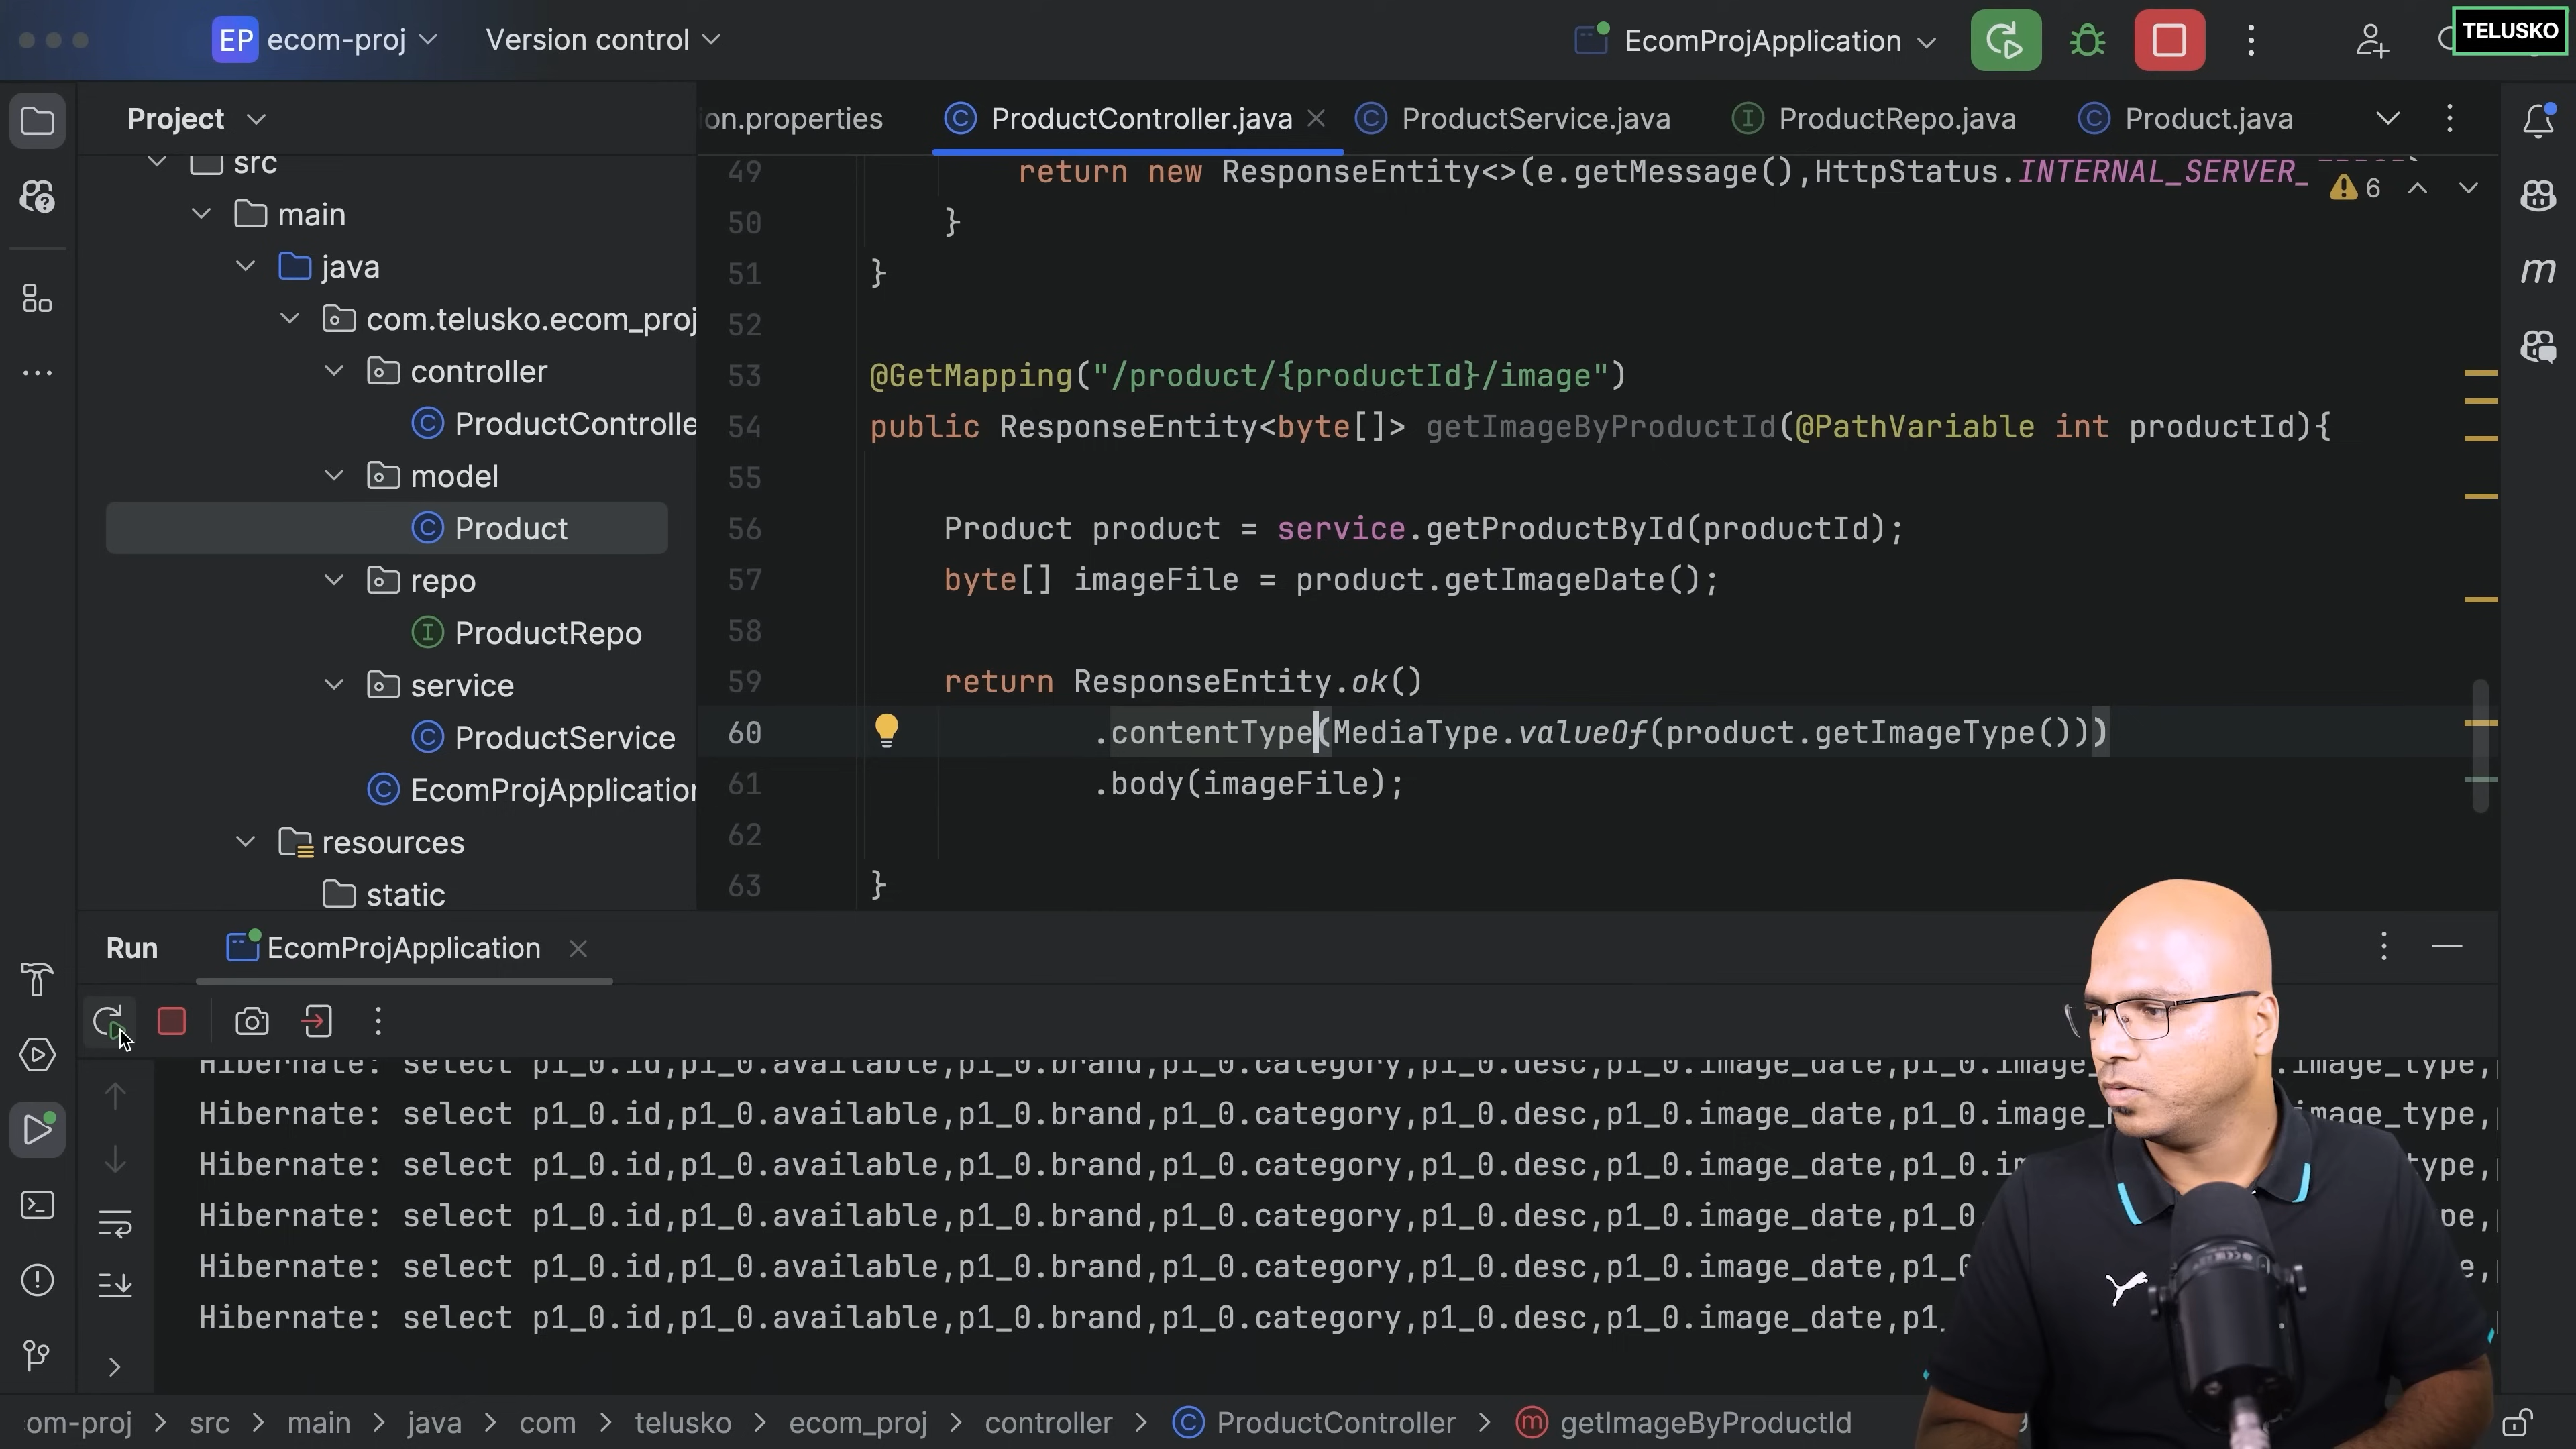 EP ecom-proj Version control EcomProjApplication TELUSKO
Project
ion.properties ProductController.java ProductService.java ProductRepo.java Product.java
src
main
java
com.telusko.ecom_proj
controller
ProductControlle
model
Product
repo
ProductRepo
service
ProductService
EcomProjApplication
resources
static
49 return new ResponseEntity<>(e.getMessage(),HttpStatus.INTERNAL_SERVER_ 6
50 }
51 }
52
53 @GetMapping("/product/{productId}/image")
54 public ResponseEntity<byte[]> getImageByProductId(@PathVariable int productId){
55
56 Product product = service.getProductById(productId);
57 byte[] imageFile = product.getImageDate();
58
59 return ResponseEntity.ok()
60 .contentType(MediaType.valueOf(product.getImageType()))
61 .body(imageFile);
62
63 }
Run EcomProjApplication
Hibernate: select p1_0.id,p1_0.available,p1_0.brand,p1_0.category,p1_0.desc,p1_0.image_date,p1_0.image_ .image_type,
Hibernate: select p1_0.id,p1_0.available,p1_0.brand,p1_0.category,p1_0.desc,p1_0.image_date,p1_0.image_ image_type,
Hibernate: select p1_0.id,p1_0.available,p1_0.brand,p1_0.category,p1_0.desc,p1_0.image_date,p1_0.im type,
Hibernate: select p1_0.id,p1_0.available,p1_0.brand,p1_0.category,p1_0.desc,p1_0.image_date,p1_0. pe,
Hibernate: select p1_0.id,p1_0.available,p1_0.brand,p1_0.category,p1_0.desc,p1_0.image_date,p1_0 e,
Hibernate: select p1_0.id,p1_0.available,p1_0.brand,p1_0.category,p1_0.desc,p1_0.image_date,p1_
om-proj > src > main > java > com > telusko > ecom_proj > controller > ProductController > getImageByProductId